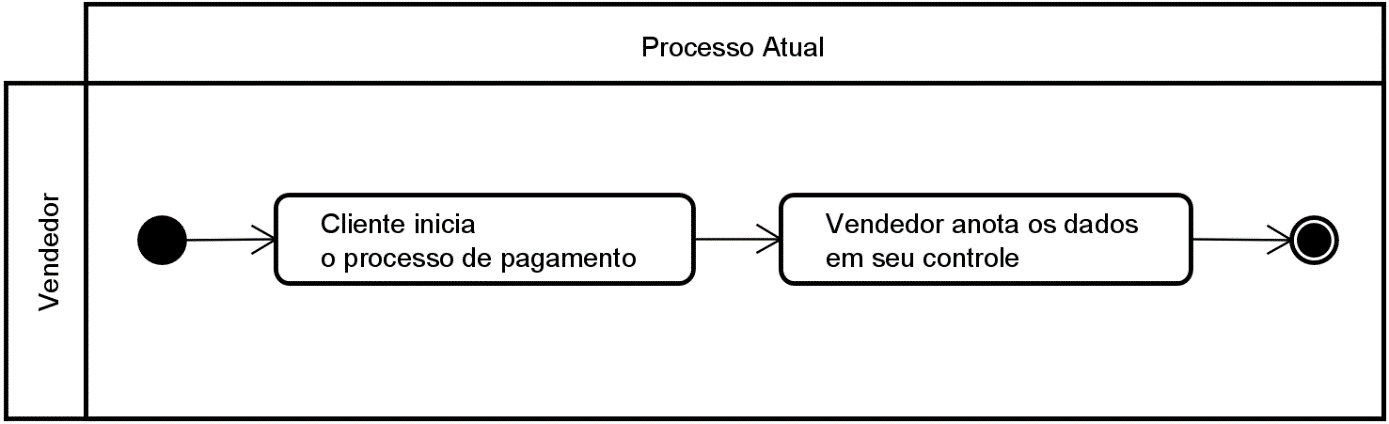 Processo Atual
Vendedor
Cliente inicia
o processo de pagamento
Vendedor anota os dados
em seu controle